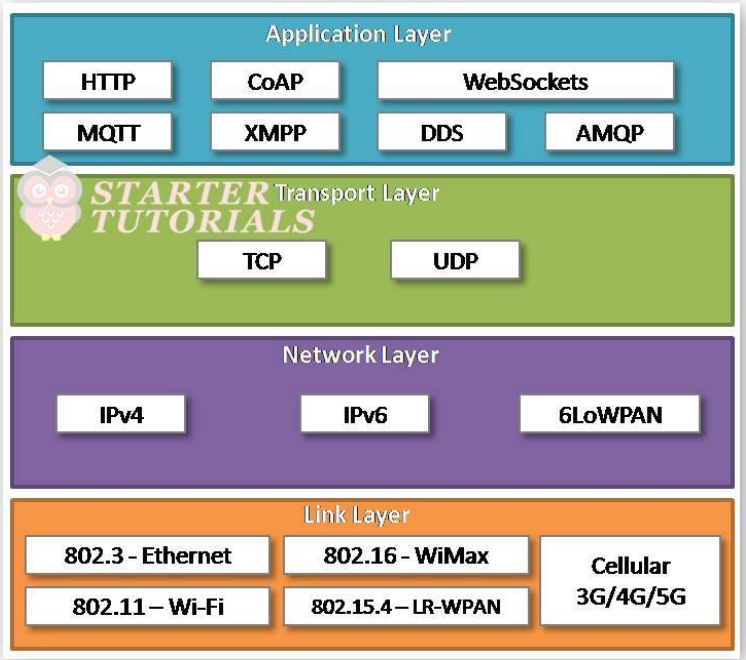 Application Layer
HTTP
CoAP
WebSockets
MQTT
XMPP
DDS
AMQP
STARTER
TUTORIALS
Transport Layer
TCP
UDP
Network Layer
IPv4
IPv6
6LoWPAN
Link Layer
802.3 - Ethernet
802.16 - WiMax
Cellular
3G/4G/5G
802.11 – Wi-Fi
802.15.4 – LR-WPAN